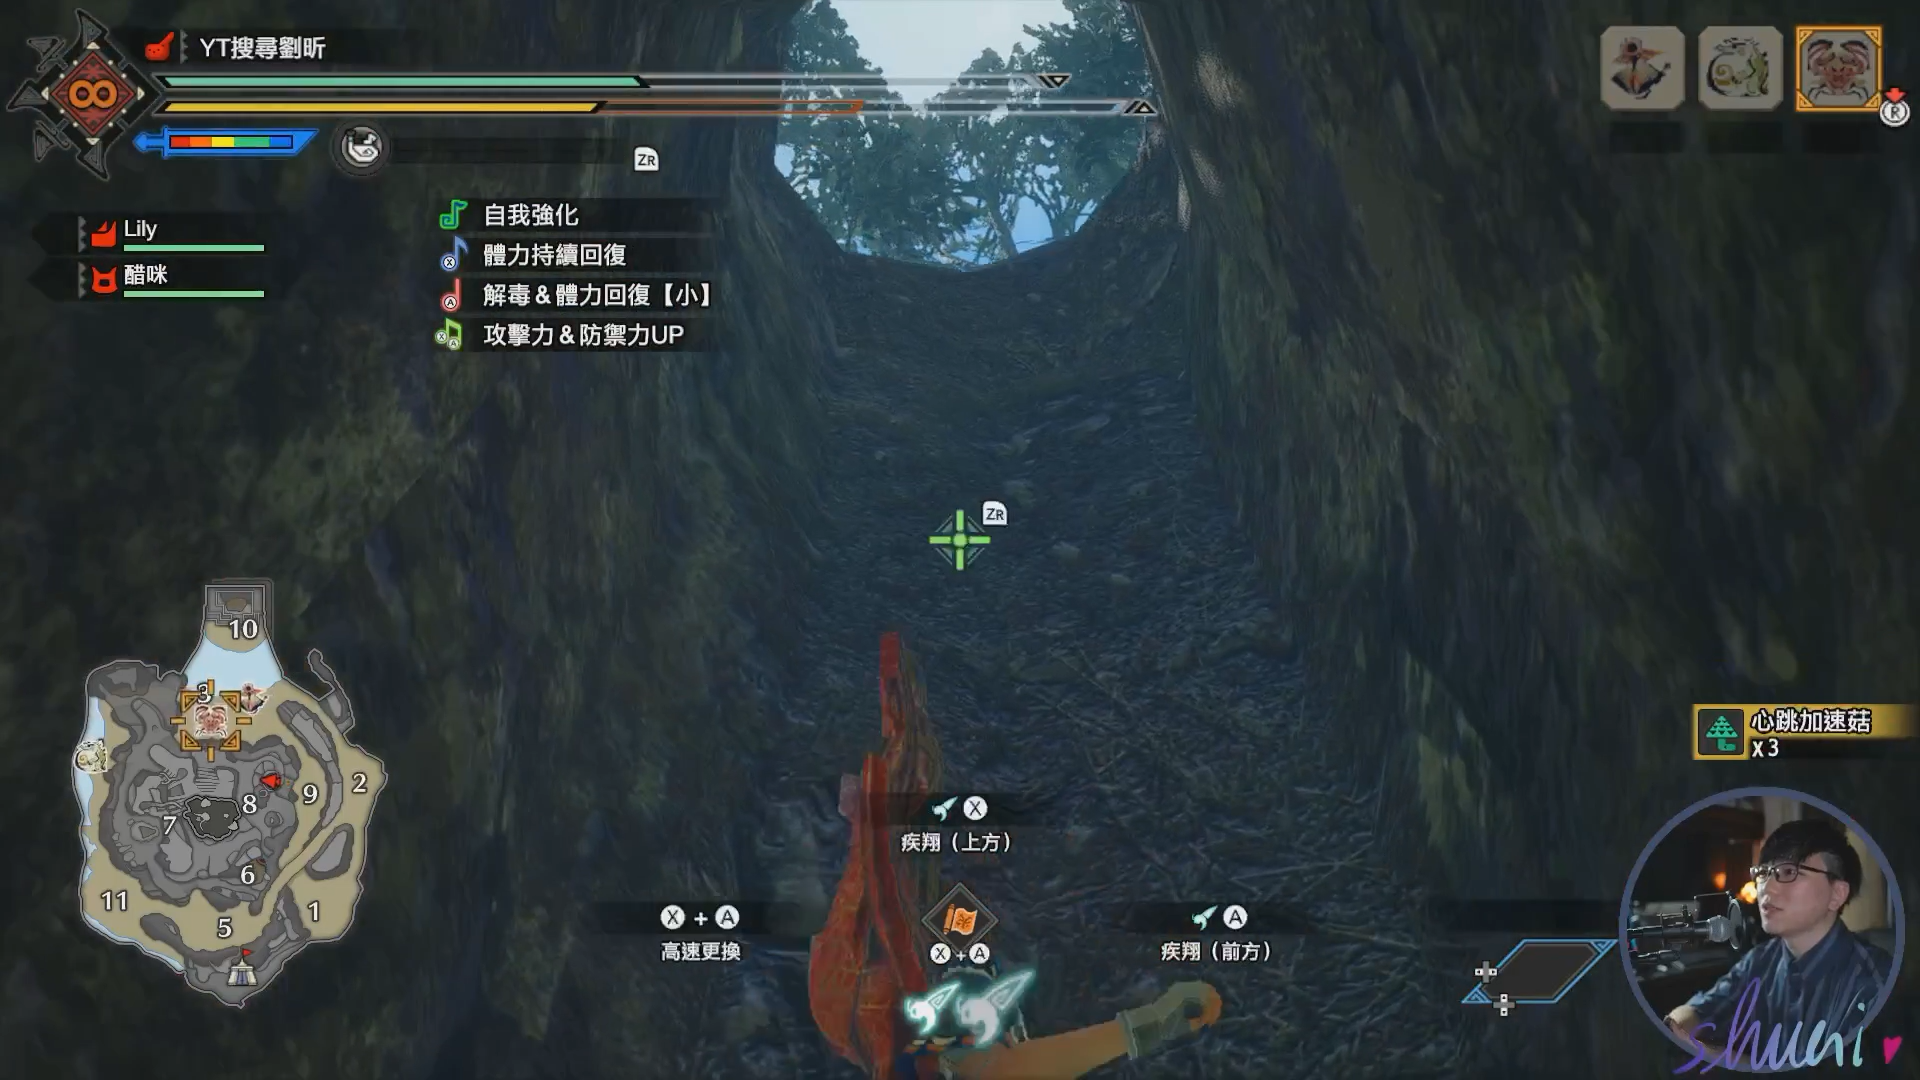 YT搜尋劉昕
ZR
R
Lily
醋咪
自我強化
X 體力持續回復
A 解毒＆體力回復【小】
X A 攻擊力＆防禦力UP
ZR
10
3
2
9
8
7
6
11
1
5
心跳加速菇
x3
X
疾翔（上方）
X + A
高速更換
X + A
A
疾翔（前方）
shuni